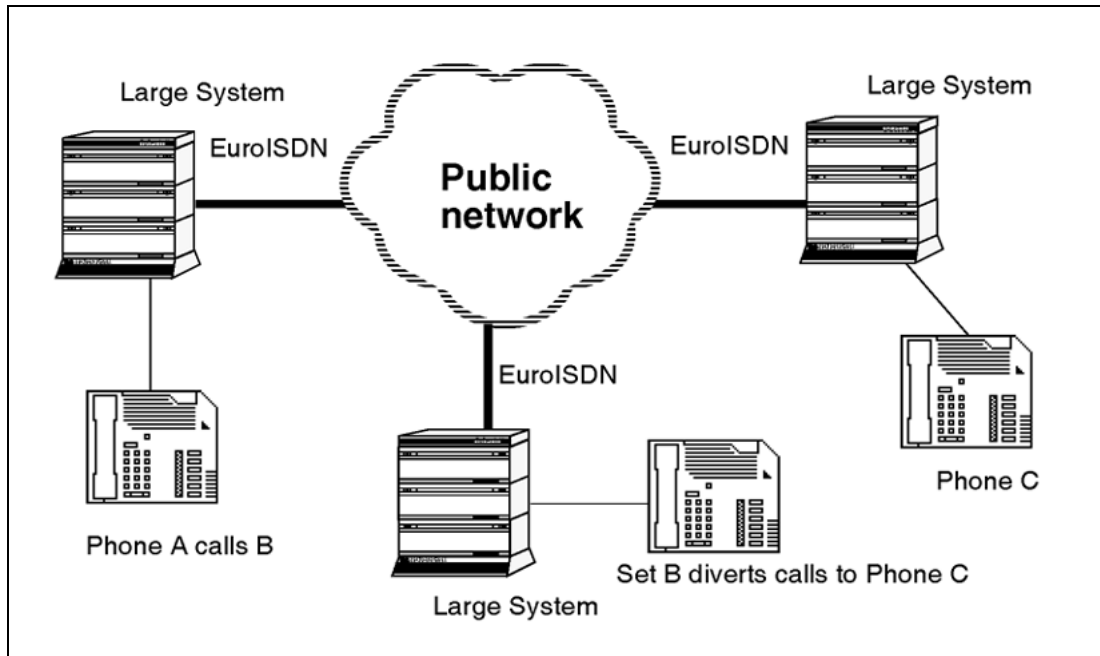 Large System
EuroISDN
Public
network
EuroISDN
Large System
Phone A calls B
EuroISDN
Large System
Set B diverts calls to Phone C
Phone C